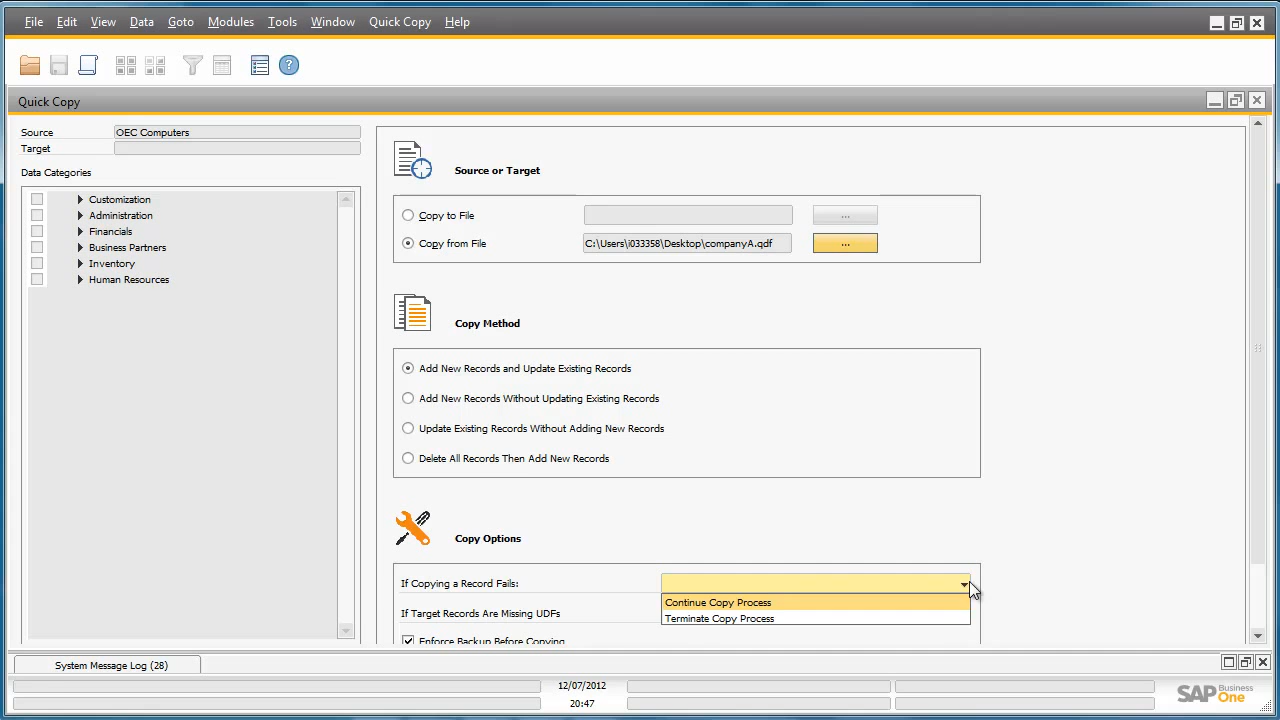 File Edit View Data Goto Modules Tools Window Quick Copy Help
Quick Copy
Source OEC Computers
Target
Data Categories
Customization
Administration
Financials
Business Partners
Inventory
Human Resources
Source or Target
Copy to File ...
Copy from File C:\Users\i033358\Desktop\companyA.qdf ...
Copy Method
Add New Records and Update Existing Records
Add New Records Without Updating Existing Records
Update Existing Records Without Adding New Records
Delete All Records Then Add New Records
Copy Options
If Copying a Record Fails:
Continue Copy Process
Terminate Copy Process
If Target Records Are Missing UDFs
Enforce Backup Before Copying
System Message Log (28)
12/07/2012
20:47
SAP Business One